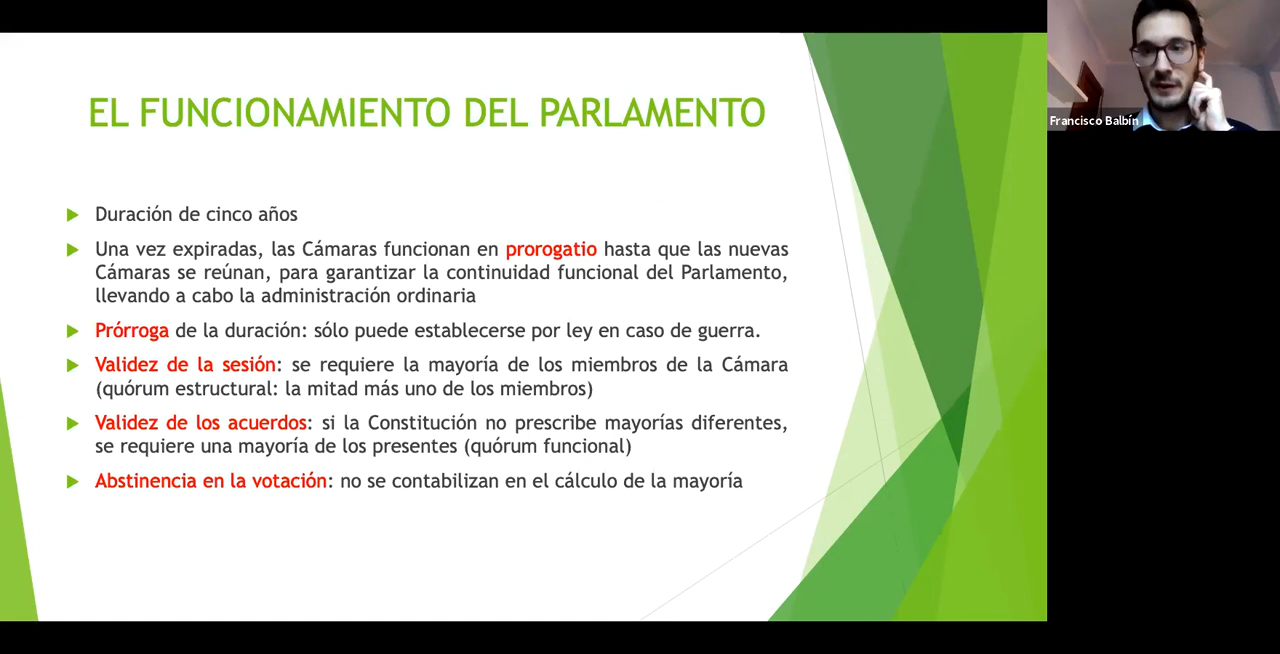 EL FUNCIONAMIENTO DEL PARLAMENTO
Francisco Balbín
Duración de cinco años
Una vez expiradas, las Cámaras funcionan en prorogatio hasta que las nuevas
Cámaras se reúnan, para garantizar la continuidad funcional del Parlamento,
llevando a cabo la administración ordinaria
Prórroga de la duración: sólo puede establecerse por ley en caso de guerra.
Validez de la sesión: se requiere la mayoría de los miembros de la Cámara
(quórum estructural: la mitad más uno de los miembros)
Validez de los acuerdos: si la Constitución no prescribe mayorías diferentes,
se requiere una mayoría de los presentes (quórum funcional)
Abstinencia en la votación: no se contabilizan en el cálculo de la mayoría